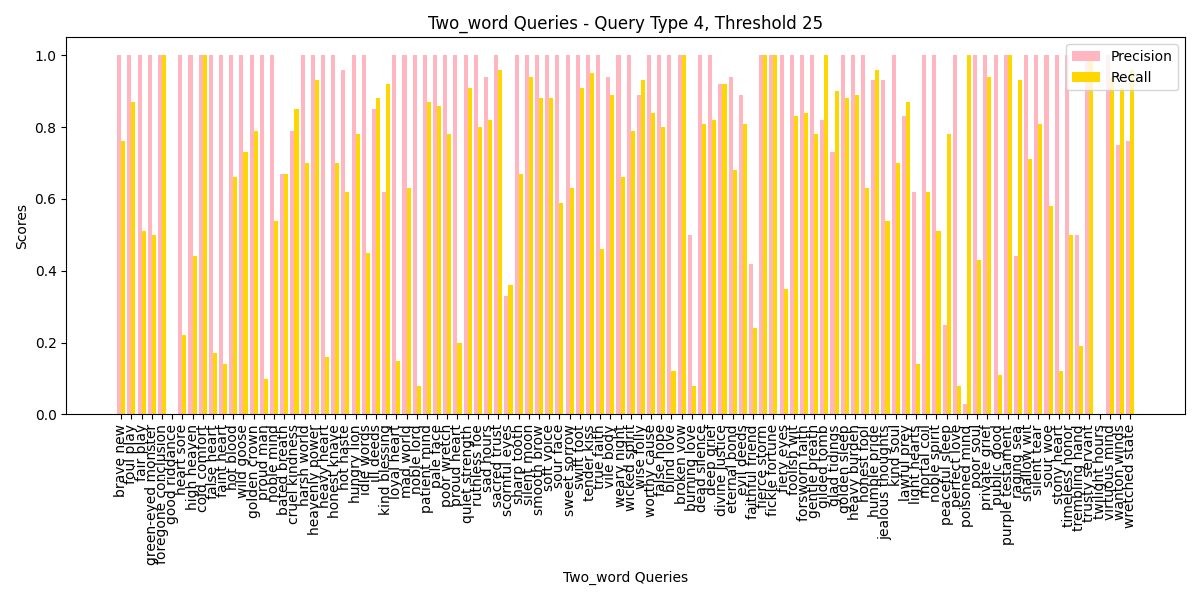 Two_word Queries - Query Type 4, Threshold 25
Precision
Recall
Scores
1.0
0.8
0.6
0.4
0.2
0.0
brave new
foul play
fair play
green-eyed monster
foregone conclusion
good riddance
heart sore
high heaven
cold comfort
false heart
faint heart
hot blood
wild goose
golden crown
proud man
noble mind
bated breath
cruel kindness
harsh world
heavenly power
heavy heart
honest knave
hot haste
hungry lion
idle words
ill deeds
kind blessing
loyal heart
mad world
noble lord
patient mind
pale face
poor wretch
proud heart
quiet strength
ruthless foe
sad hours
sacred trust
scornful eyes
sharp tooth
silent moon
smooth brow
soft voice
sour face
sweet sorrow
swift foot
tender kiss
true faith
vile body
weary night
wicked spirit
wise folly
worthy cause
false hope
blind love
broken vow
burning love
dead silence
deep grief
divine justice
eternal bond
evil deeds
faithful friend
fierce storm
fickle fortune
fiery eyes
foolish wit
forsworn faith
gentle breath
gilded tomb
glad tidings
golden sleep
heavy burden
honest fool
humble pride
jealous thoughts
kind soul
lawful prey
light hearts
mortal coil
noble spirit
peaceful sleep
perfect love
poisoned mind
poor soul
private grief
public good
purple testament
raging sea
shallow wit
silent tear
sour woe
stony heart
timeless honor
trembling hand
trusty servant
twilight hours
virtuous mind
wanton wind
wretched state
Two_word Queries